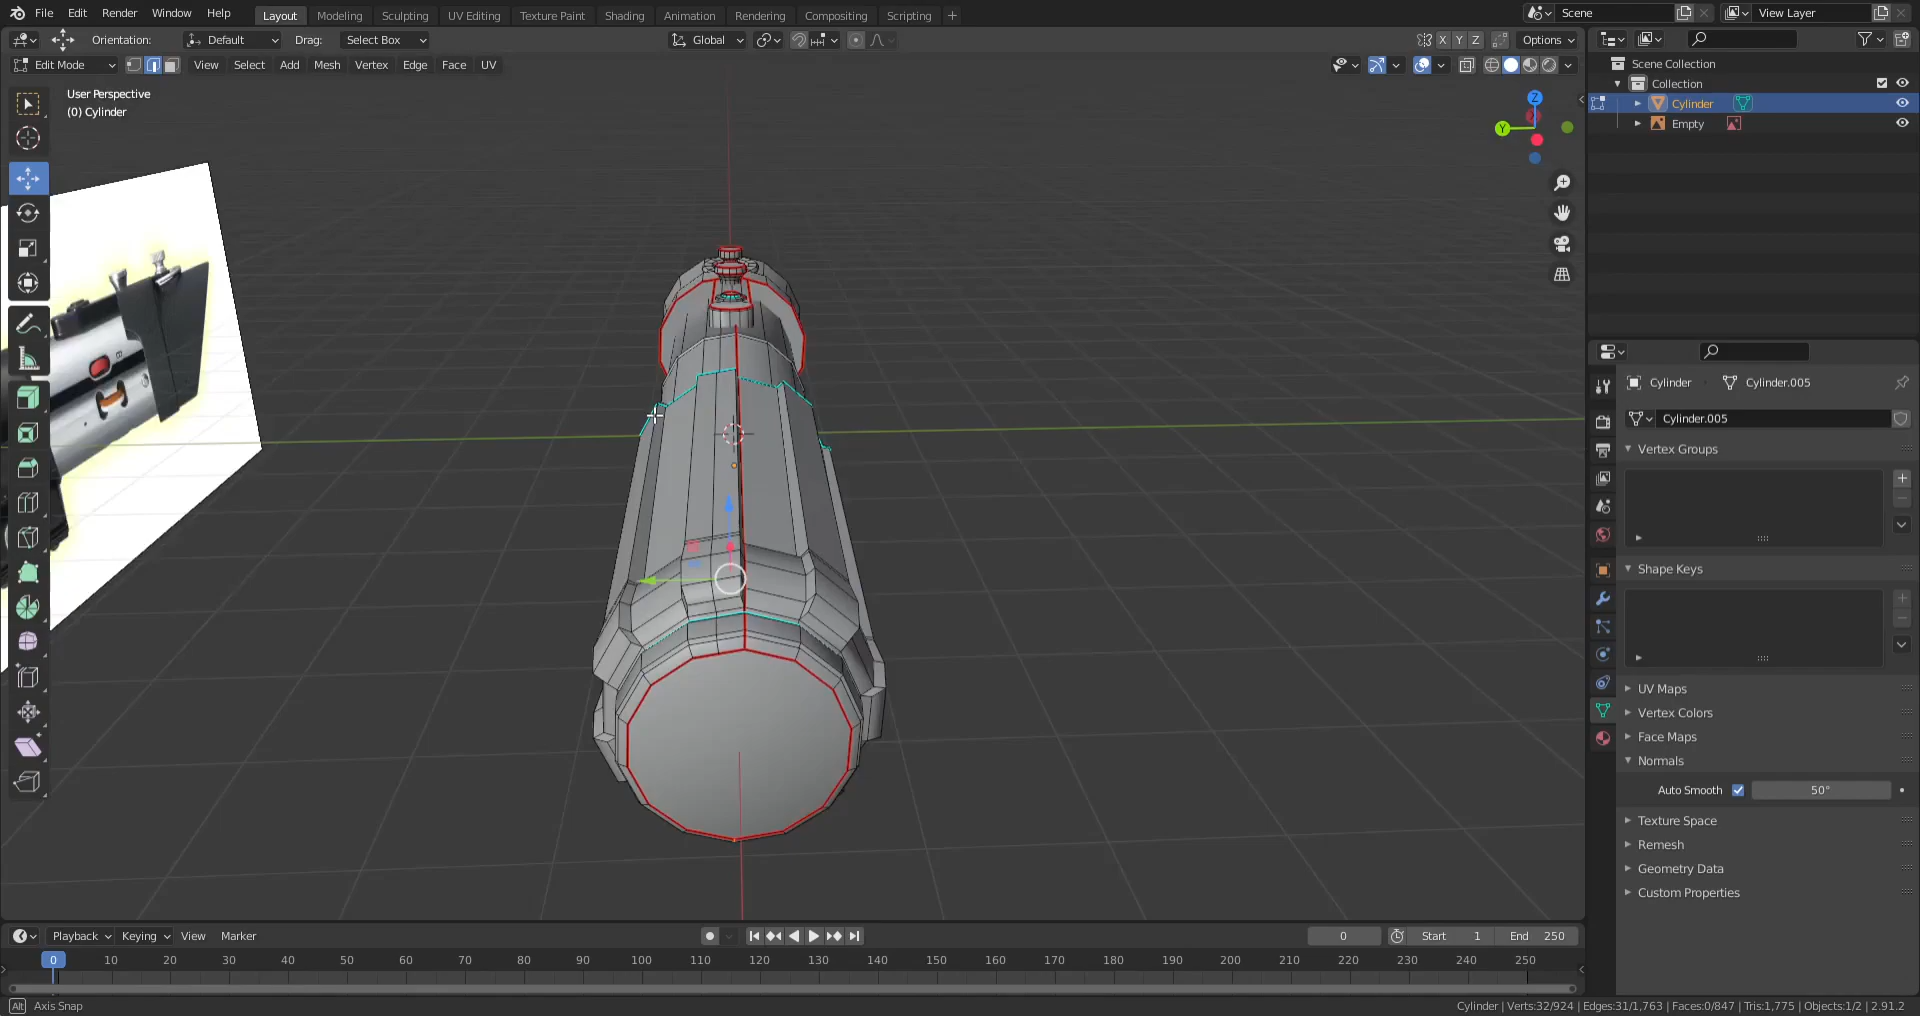 File Edit Render Window Help Layout Modeling Sculpting UV Editing Texture Paint Shading Animation Rendering Compositing Scripting + Scene View Layer
Orientation: Default Drag: Select Box Global X Y Z Options
Edit Mode View Select Add Mesh Vertex Edge Face UV
User Perspective
(0) Cylinder
Z
Y
Scene Collection
Collection
Cylinder
Empty
Cylinder Cylinder.005
Cylinder.005
Vertex Groups
Shape Keys
UV Maps
Vertex Colors
Face Maps
Normals
Auto Smooth 50°
Texture Space
Remesh
Geometry Data
Custom Properties
Playback Keying View Marker 0 Start 1 End 250
0 10 20 30 40 50 60 70 80 90 100 110 120 130 140 150 160 170 180 190 200 210 220 230 240 250
Alt Axis Snap Cylinder | Verts:32/924 | Edges:31/1,763 | Faces:0/847 | Tris:1,775 | Objects:1/2 | 2.91.2